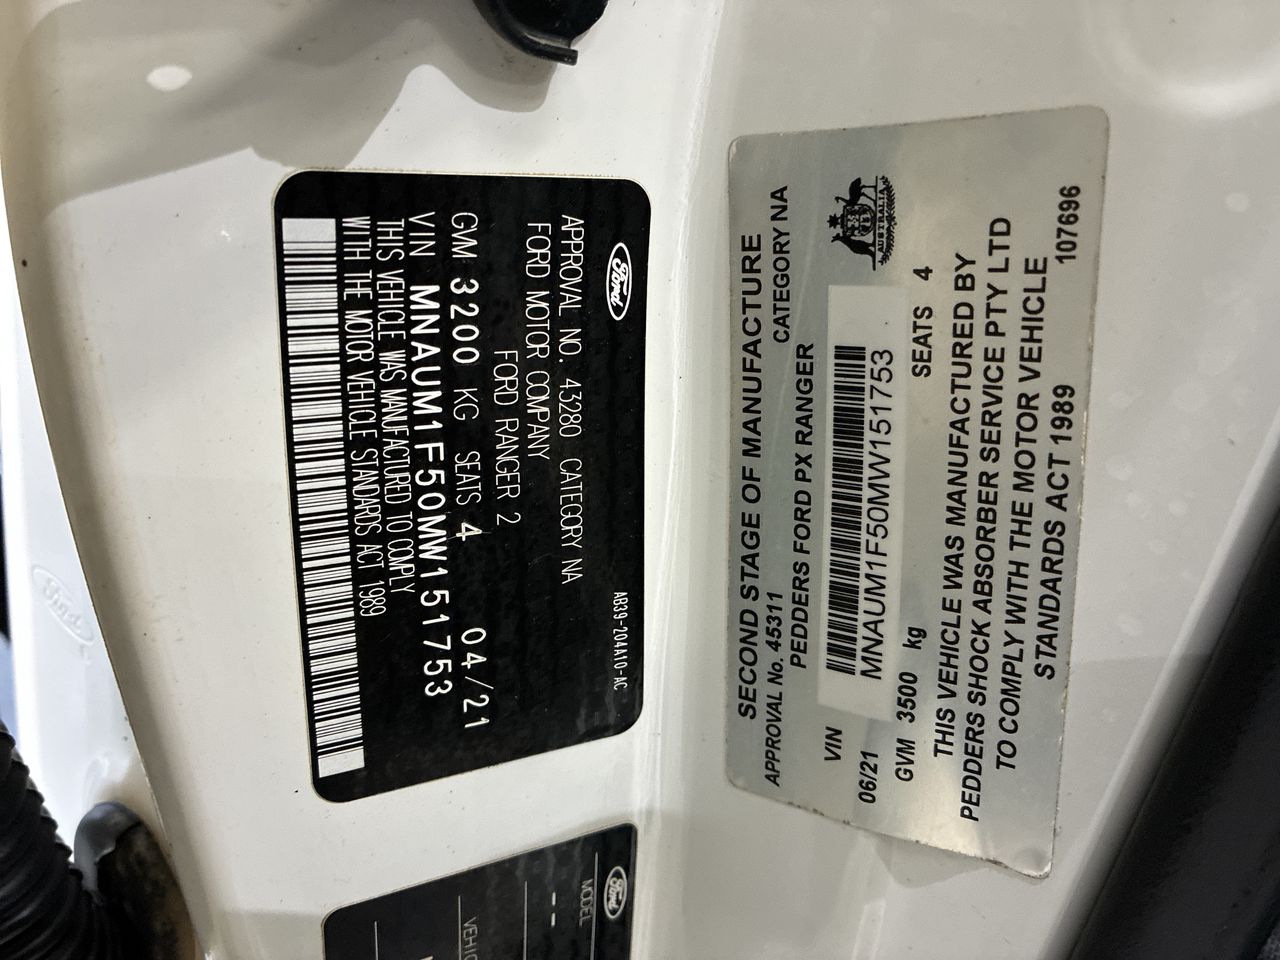 Ford
AB39-204A10-AC
APPROVAL NO. 43280 CATEGORY NA
FORD MOTOR COMPANY
FORD RANGER 2
GVM 3200 KG SEATS 4 04/21
VIN MNAUM1F50MW151753
THIS VEHICLE WAS MANUFACTURED TO COMPLY
WITH THE MOTOR VEHICLE STANDARDS ACT 1989
SECOND STAGE OF MANUFACTURE
APPROVAL No. 45311 CATEGORY NA
PEDDERS FORD PX RANGER
AUSTRALIA
VIN
MNAUM1F50MW151753
06/21
GVM 3500 kg SEATS 4
THIS VEHICLE WAS MANUFACTURED BY
PEDDERS SHOCK ABSORBER SERVICE PTY LTD
TO COMPLY WITH THE MOTOR VEHICLE
STANDARDS ACT 1989
107696
Ford
MODEL
--
Ford